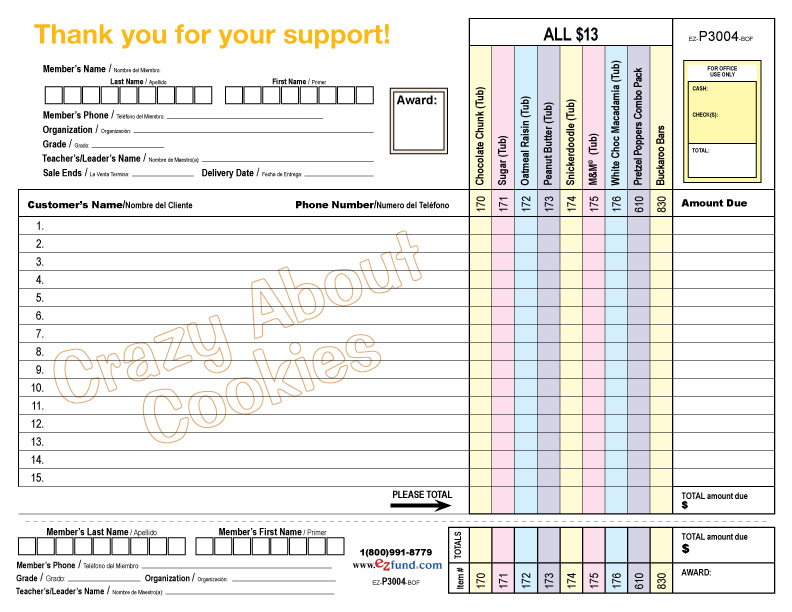 Thank you for your support!
ALL $13
EZ-P3004-BOF
Member's Name / Nombre del Miembro:
Last Name / Apellido
First Name / Primer
Member's Phone / Teléfono del Miembro:
Organization / Organización:
Grade / Grado:
Teacher's/Leader's Name / Nombre de Maestro(a):
Sale Ends / La Venta Termina:
Delivery Date / Fecha de Entrega:
Award:
Chocolate Chunk (Tub)
Sugar (Tub)
Oatmeal Raisin (Tub)
Peanut Butter (Tub)
Snickerdoodle (Tub)
M&M© (Tub)
White Choc Macadamia (Tub)
Pretzel Poppers Combo Pack
Buckaroo Bars
FOR OFFICE
USE ONLY
CASH:
CHECK(S):
TOTAL:
Customer's Name/Nombre del Cliente
Phone Number/Numero del Teléfono
170
171
172
173
174
175
176
610
830
Amount Due
1.
2.
3.
4.
5.
6.
7.
8.
9.
10.
11.
12.
13.
14.
15.
Crazy About
Cookies
PLEASE TOTAL
TOTAL amount due
$
Member's Last Name / Apellido
Member's First Name / Primer
Member's Phone / Teléfono del Miembro:
Grade / Grado:
Organization / Organización:
Teacher's/Leader's Name / Nombre de Maestro(a):
1(800)991-8779
www.ezfund.com
EZ-P3004-BOF
TOTALS
Item #
170
171
172
173
174
175
176
610
830
TOTAL amount due
$
AWARD: